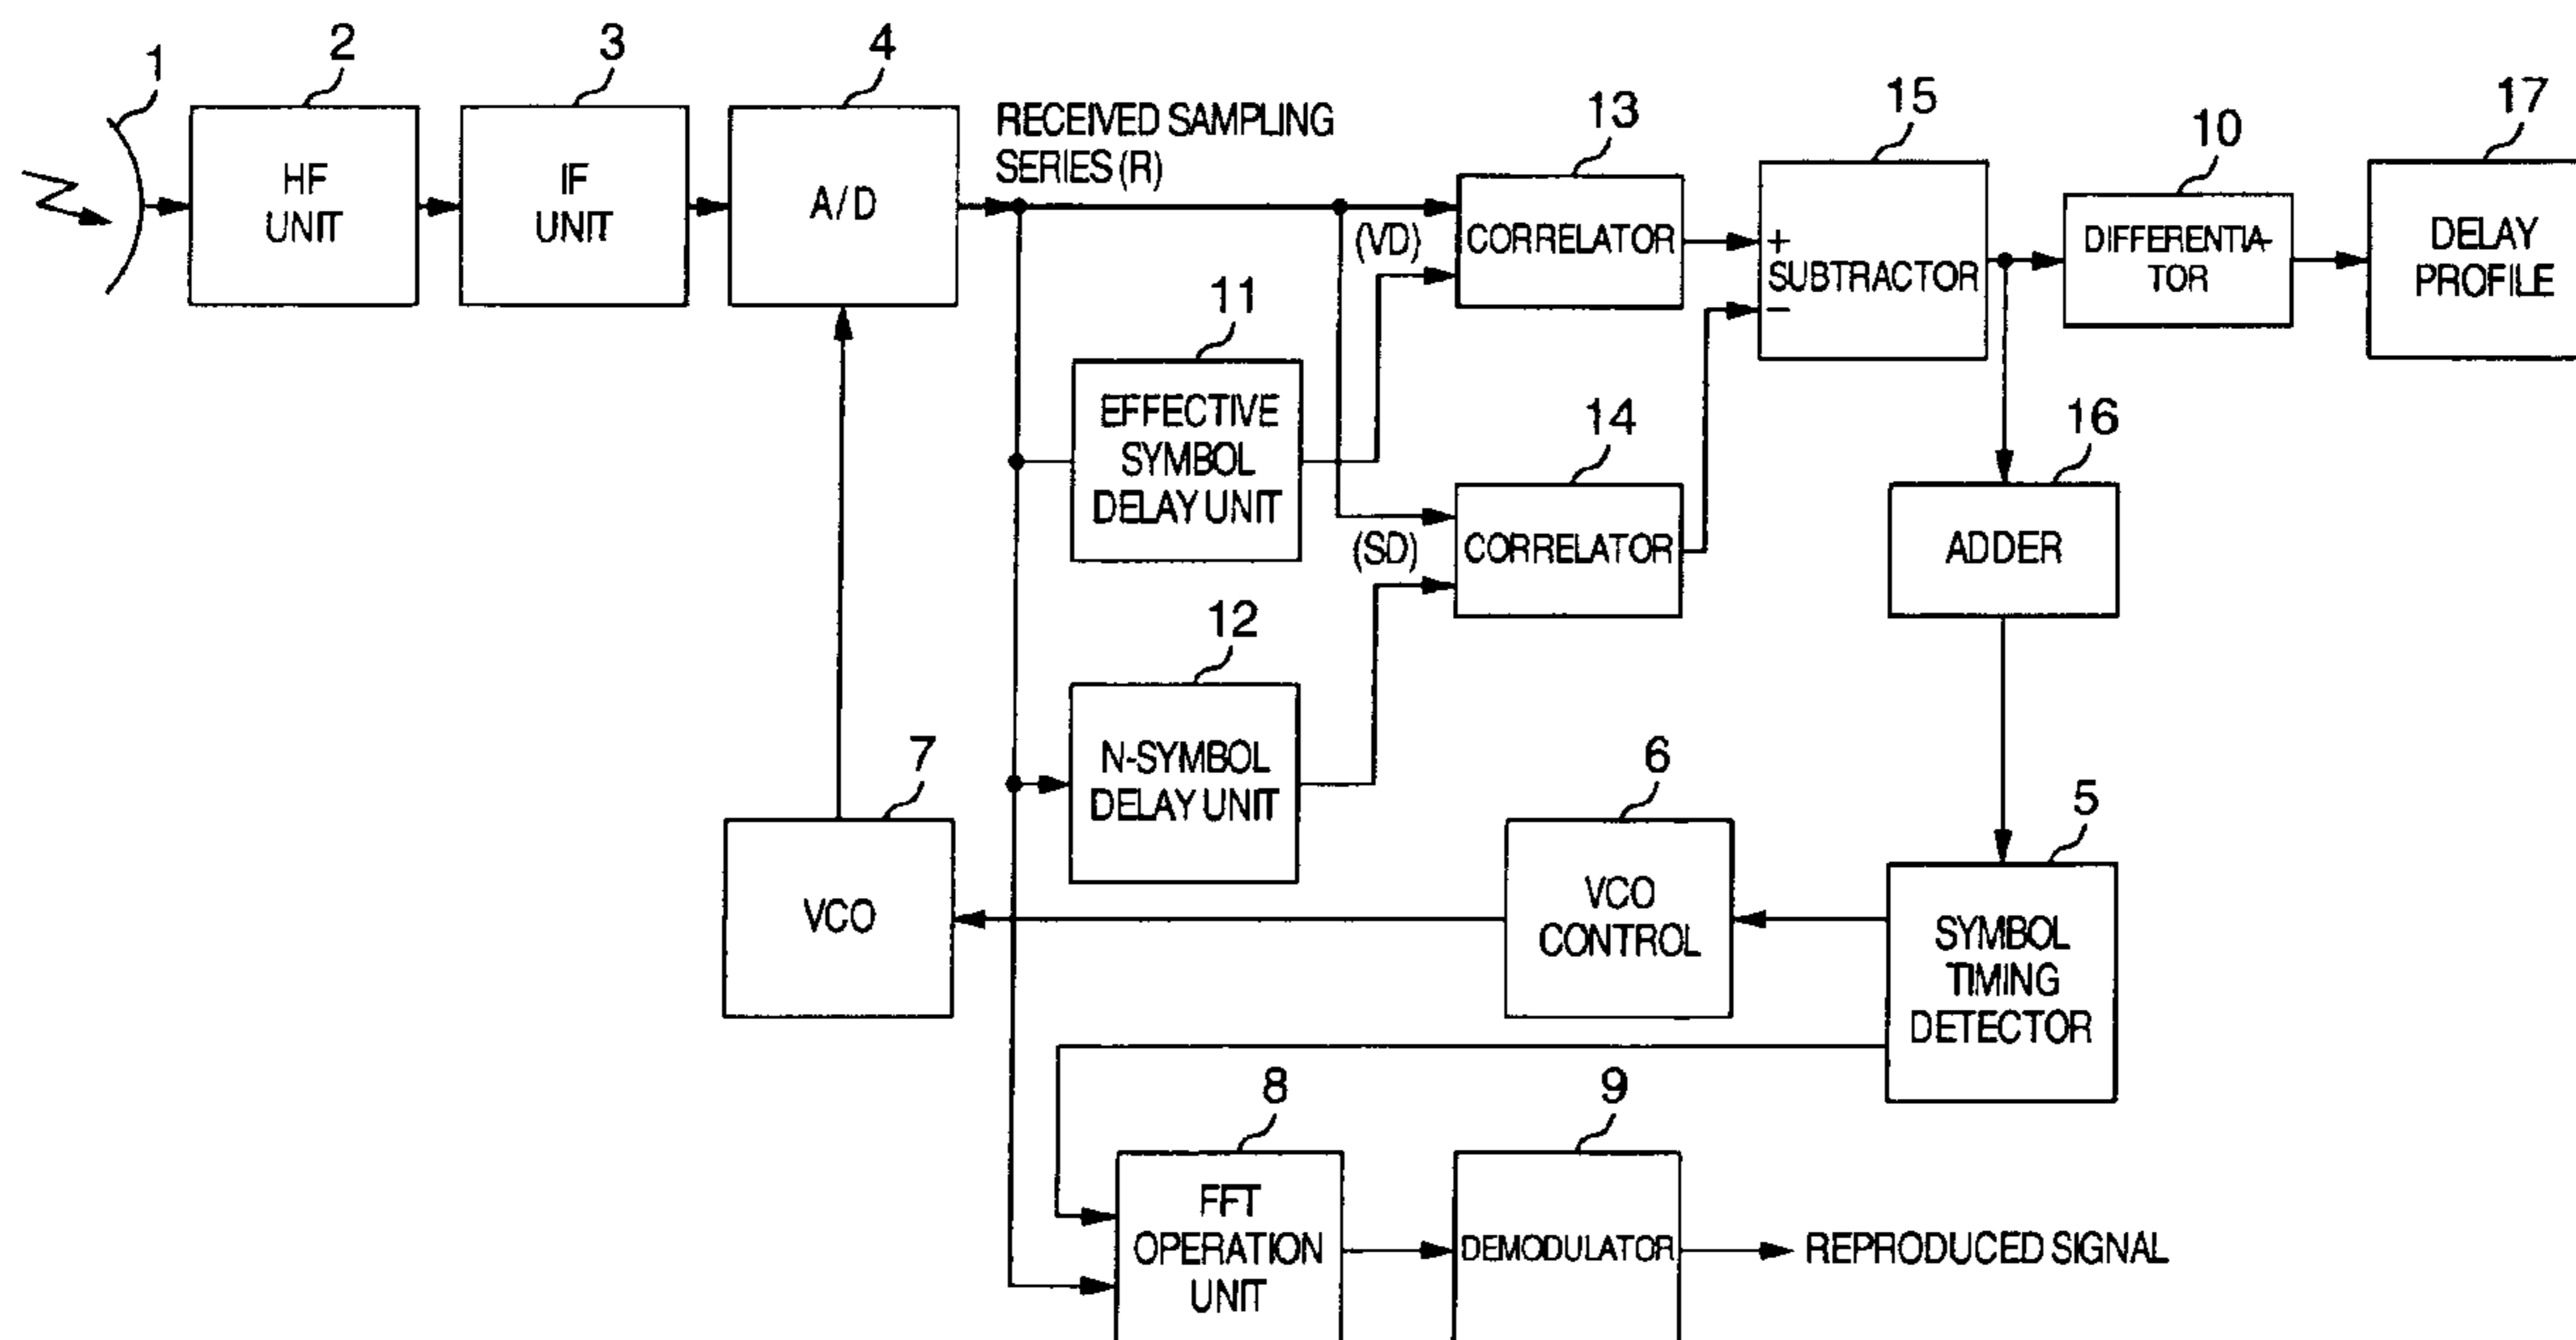 1
2
3
4
HF
UNIT
IF
UNIT
A/D
RECEIVED SAMPLING
SERIES (R)
13
CORRELATOR
(VD)
15
+
SUBTRACTOR
−
10
DIFFERENTIA-
TOR
17
DELAY
PROFILE
11
EFFECTIVE
SYMBOL
DELAY UNIT
14
CORRELATOR
(SD)
16
ADDER
12
N-SYMBOL
DELAY UNIT
7
VCO
6
VCO
CONTROL
5
SYMBOL
TIMING
DETECTOR
8
FFT
OPERATION
UNIT
9
DEMODULATOR
REPRODUCED SIGNAL